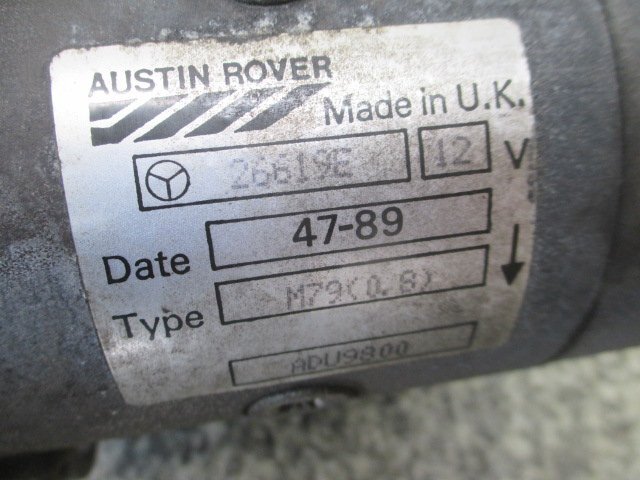 AUSTIN ROVER
Made in U.K.
26619E 12 V
Date 47-89
Type M79(0.8)
ADU9800